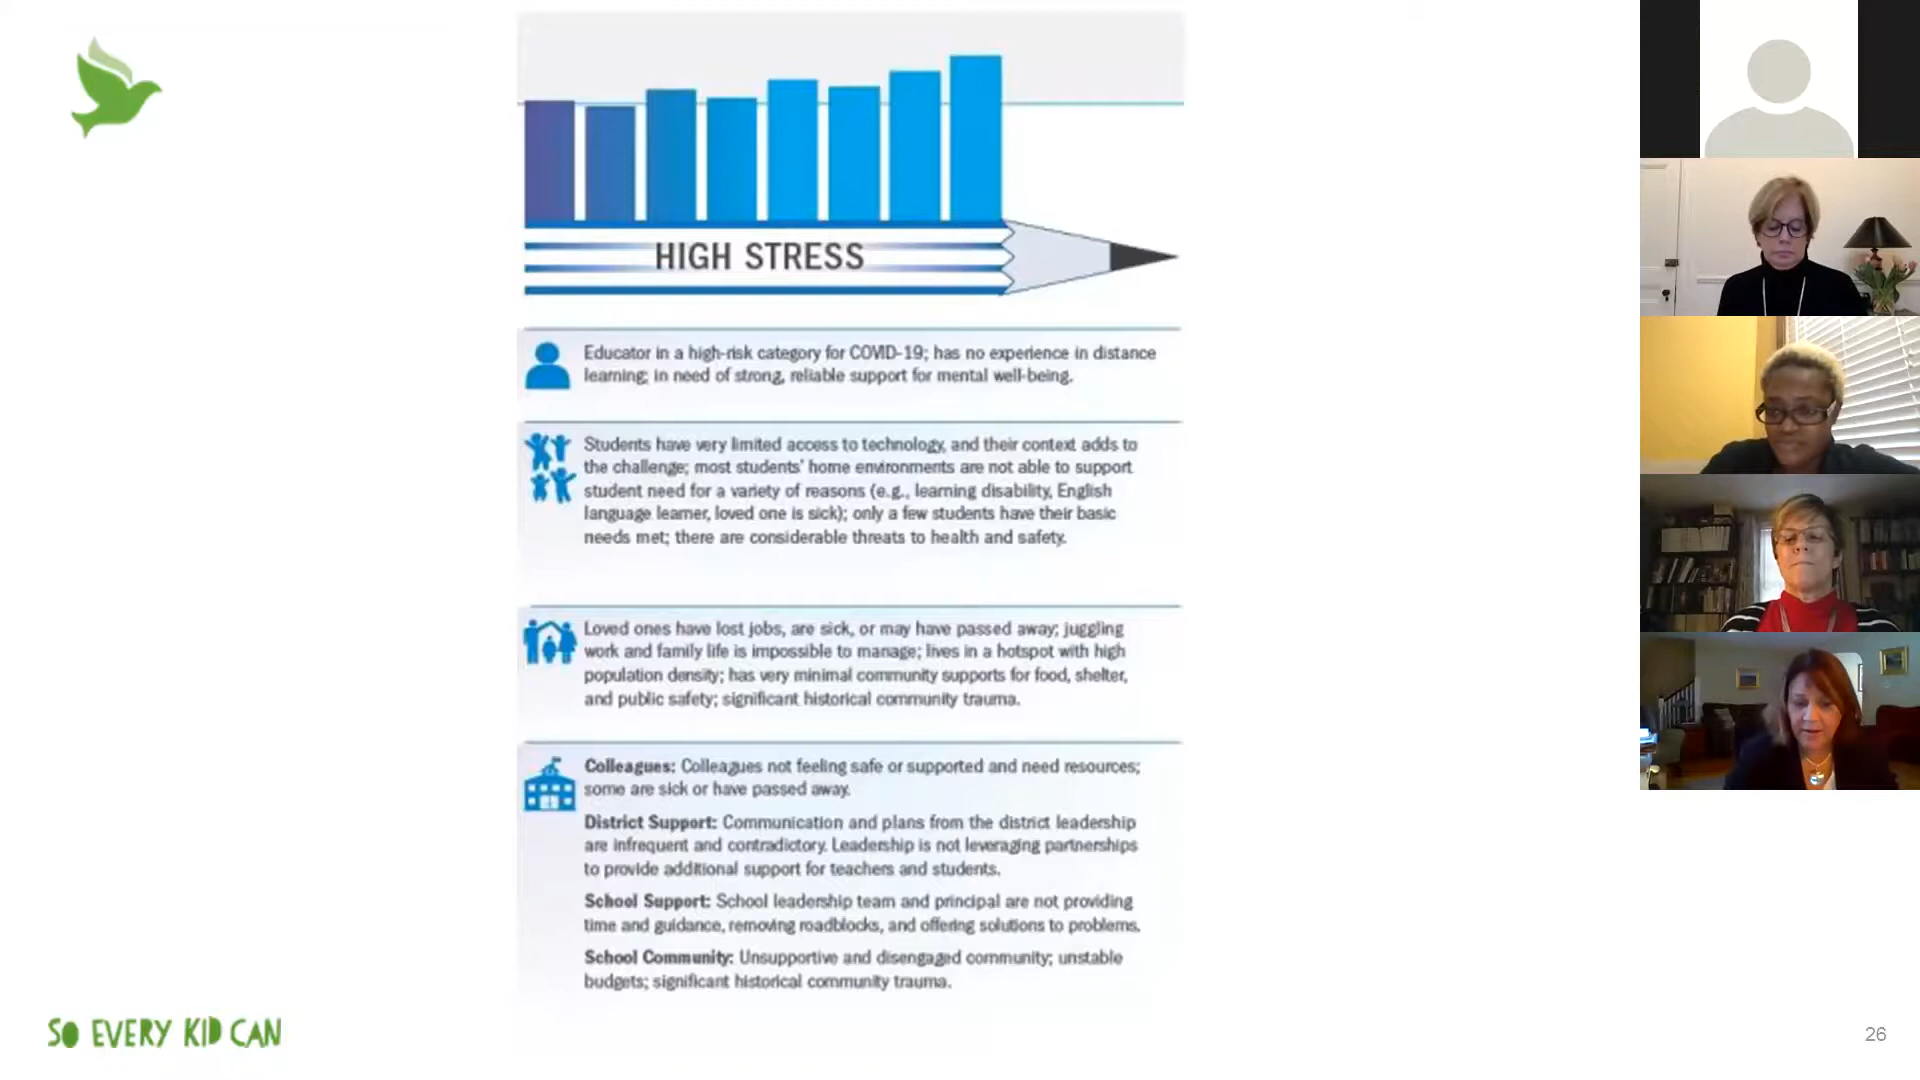 HIGH STRESS
Educator in a high-risk category for COVID-19; has no experience in distance
learning; in need of strong, reliable support for mental well-being.
Students have very limited access to technology, and their context adds to
the challenge; most students' home environments are not able to support
student need for a variety of reasons (e.g., learning disability, English
language learner, loved one is sick); only a few students have their basic
needs met; there are considerable threats to health and safety.
Loved ones have lost jobs, are sick, or may have passed away; juggling
work and family life is impossible to manage; lives in a hotspot with high
population density; has very minimal community supports for food, shelter,
and public safety; significant historical community trauma.
Colleagues: Colleagues not feeling safe or supported and need resources;
some are sick or have passed away.
District Support: Communication and plans from the district leadership
are infrequent and contradictory. Leadership is not leveraging partnerships
to provide additional support for teachers and students.
School Support: School leadership team and principal are not providing
time and guidance, removing roadblocks, and offering solutions to problems.
School Community: Unsupportive and disengaged community; unstable
budgets; significant historical community trauma.
SO EVERY KID CAN
26